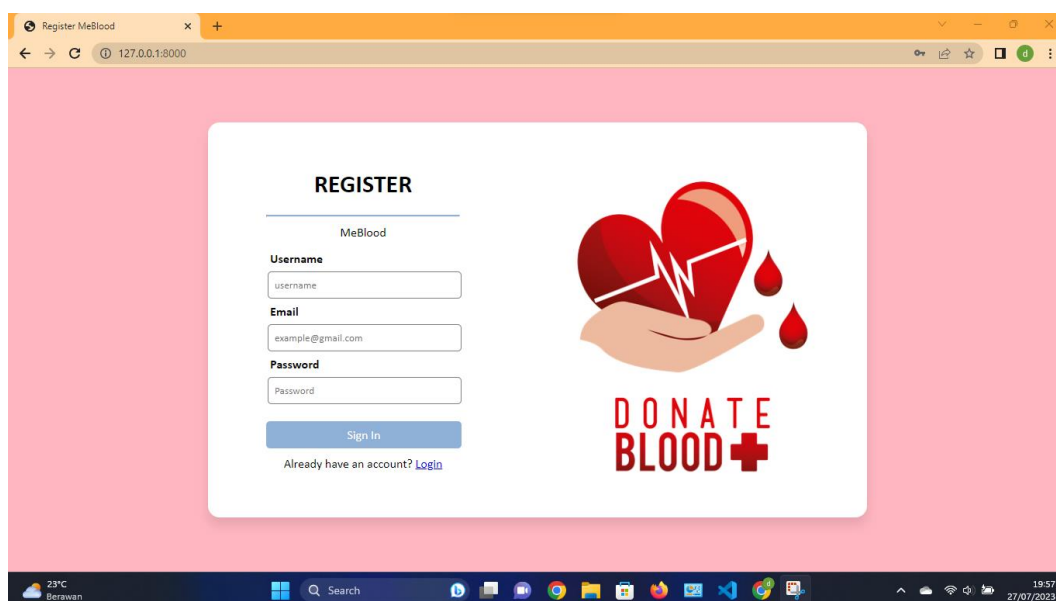 Register MeBlood
127.0.0.1:8000
d
REGISTER
MeBlood
Username
username
Email
example@gmail.com
Password
Password
Sign In
Already have an account? Login
DONATE
BLOOD
23°C
Berawan
Search
19:57
27/07/2023